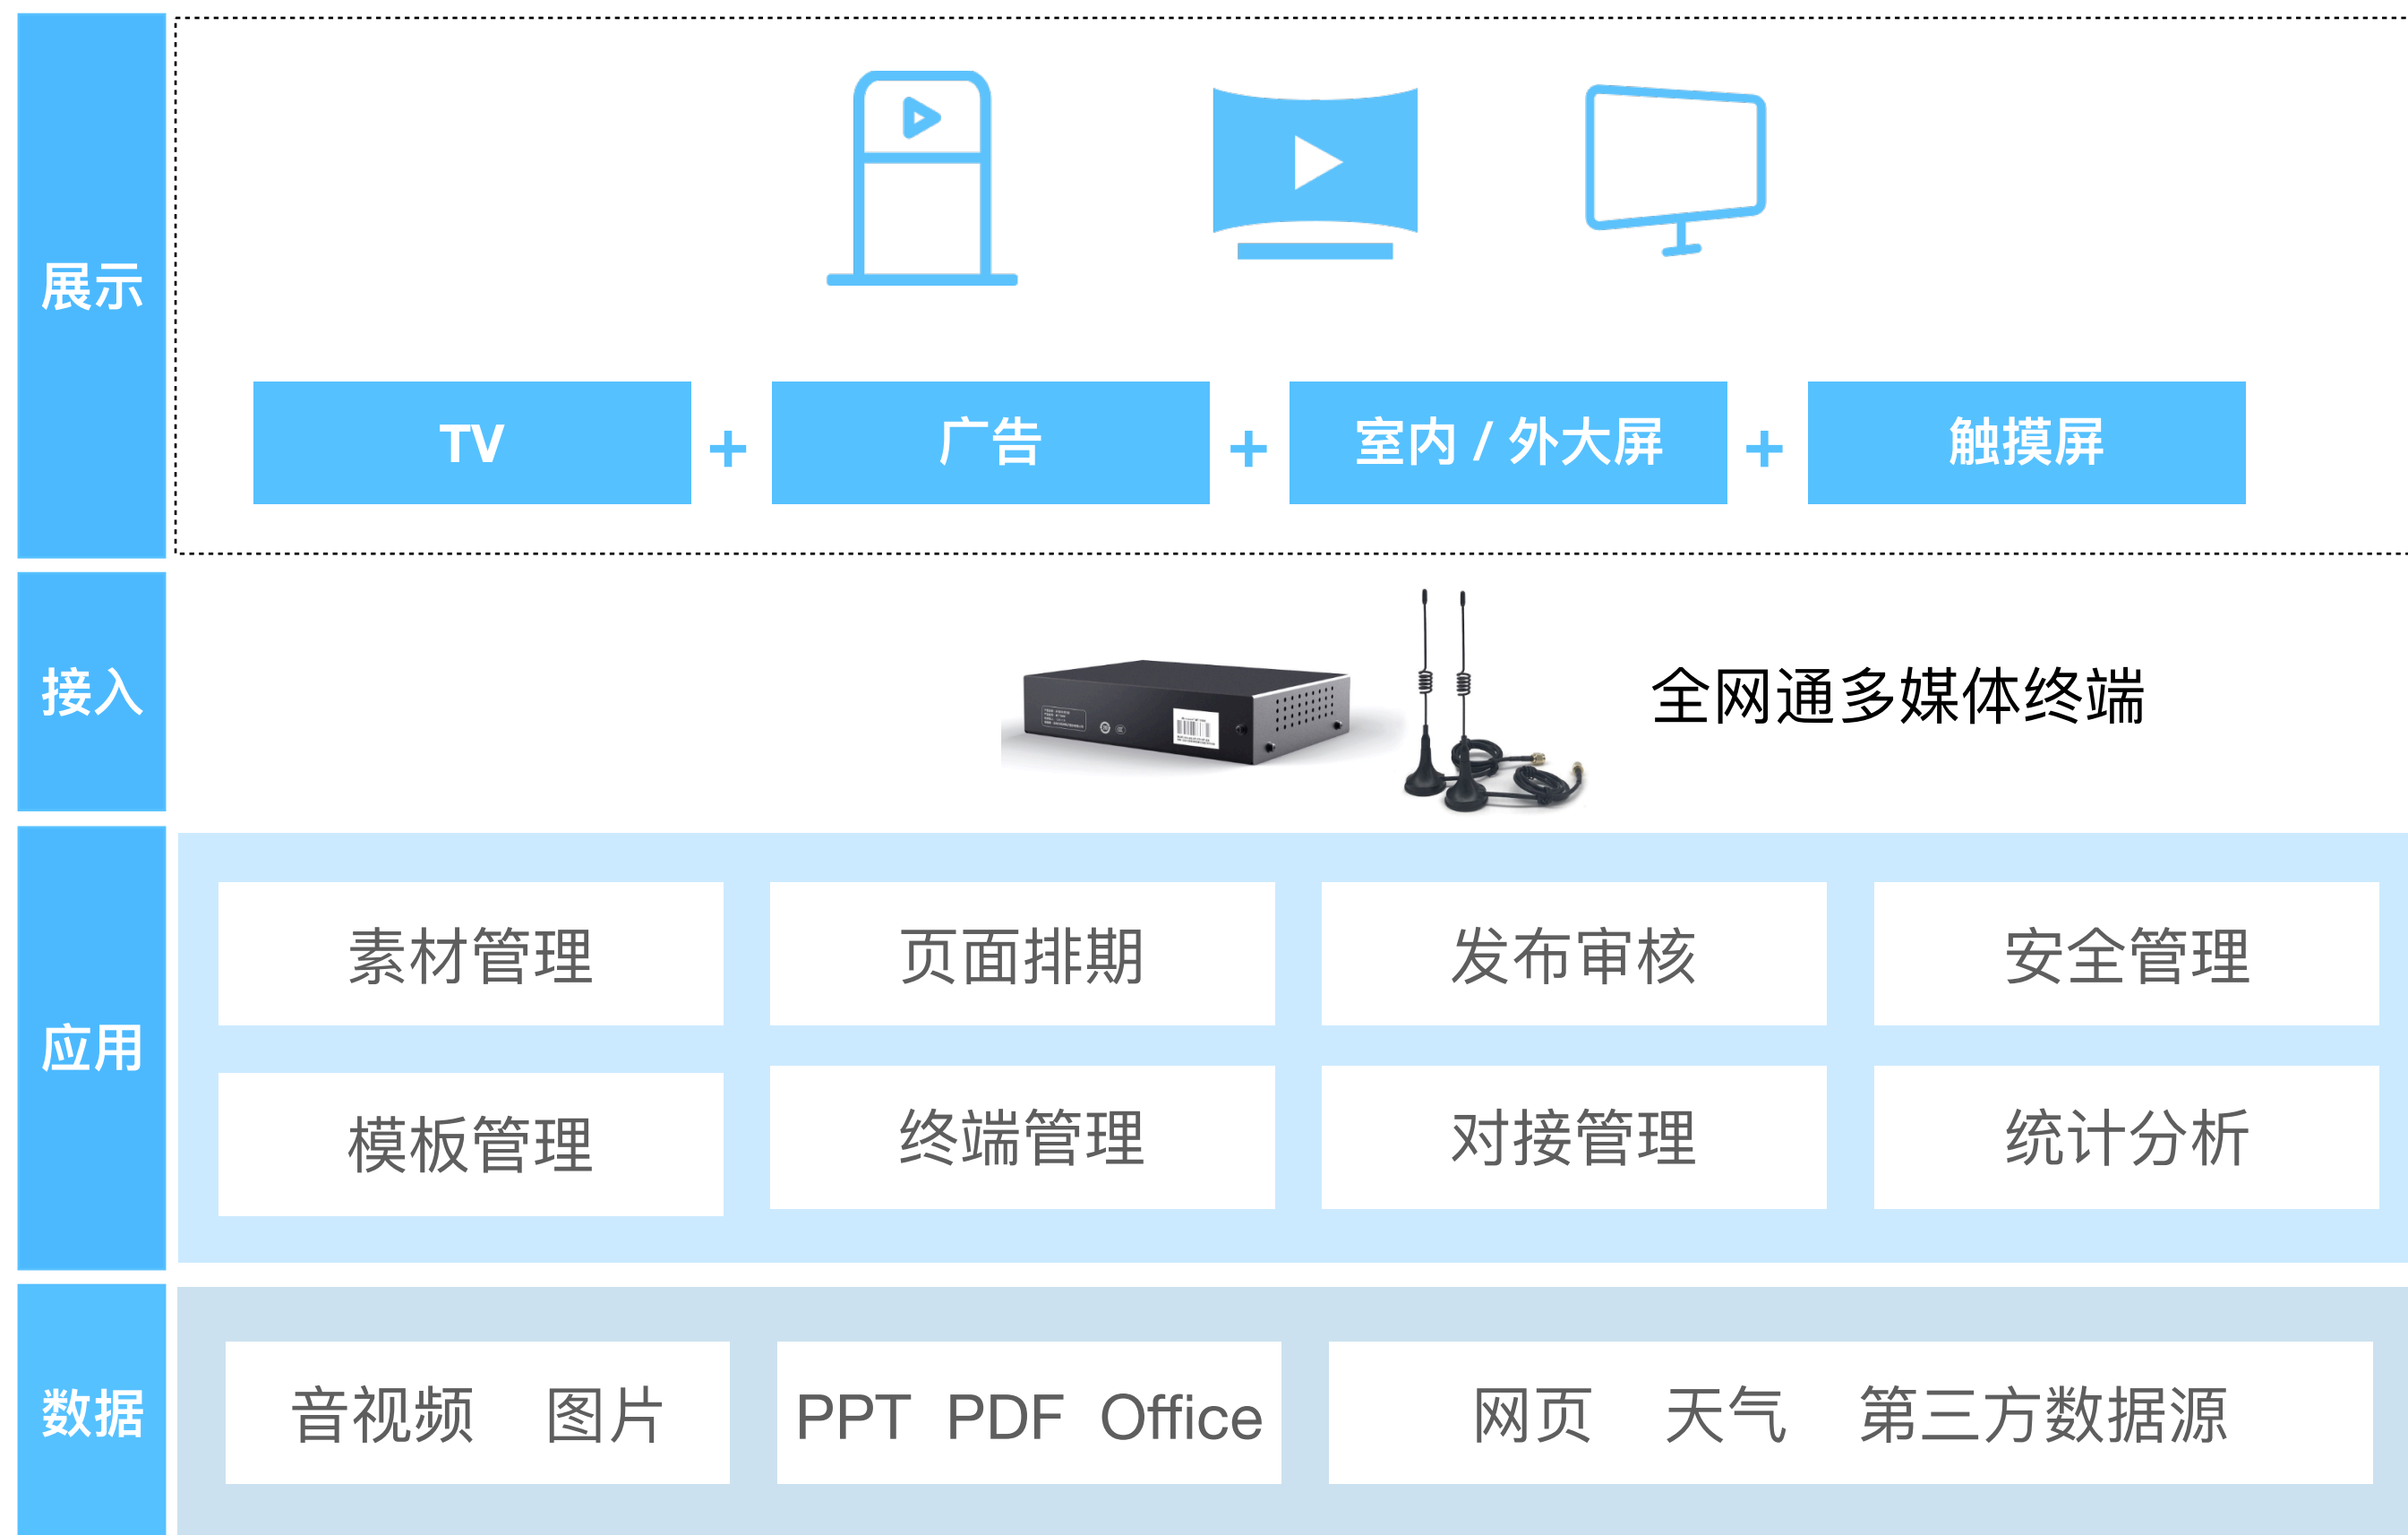 展示
TV + 广告 + 室内 / 外大屏 + 触摸屏
接入
全网通多媒体终端
应用
素材管理 页面排期 发布审核 安全管理
模板管理 终端管理 对接管理 统计分析
数据
音视频 图片 PPT PDF Office 网页 天气 第三方数据源